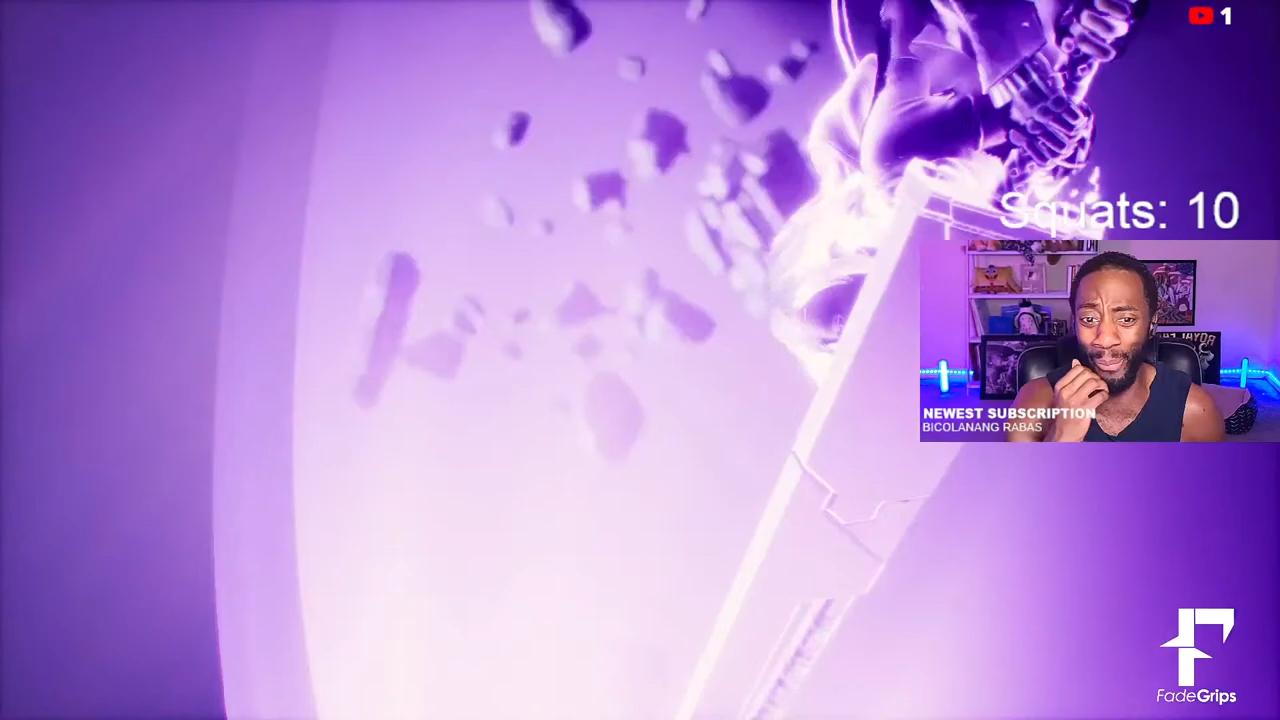 1
Squats: 10
NEWEST SUBSCRIPTION
BICOLANANG RABAS
FadeGrips